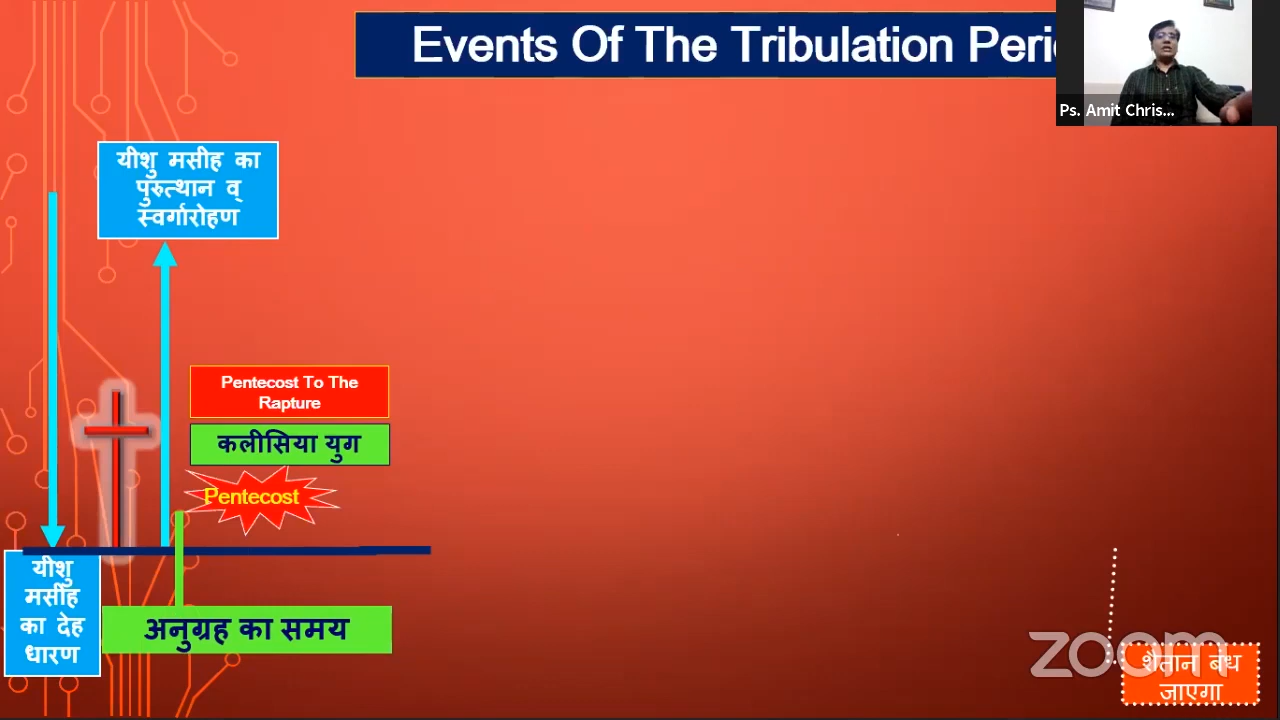 Events Of The Tribulation
Ps. Amit Chris...
यीशु मसीह का
पुरुत्थान व्
स्वर्गारोहण
Pentecost To The
Rapture
कलीसिया युग
Pentecost
यीशु
मसीह
का देह
धारण
अनुग्रह का समय
zoom
शैतान बंध
जाएगा